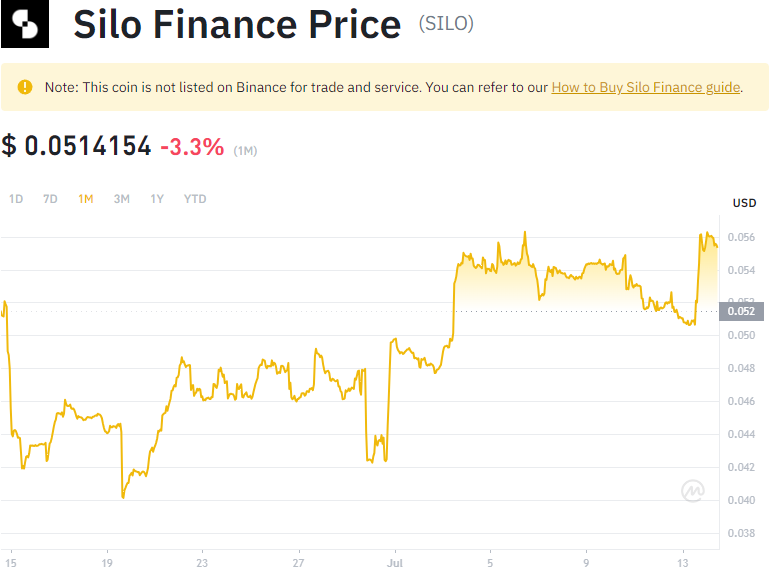 Silo Finance Price (SILO)
Note: This coin is not listed on Binance for trade and service. You can refer to our How to Buy Silo Finance guide.
$ 0.0514154 -3.3% (1M)
1D 7D 1M 3M 1Y YTD
USD
0.056
0.054
0.052
0.052
0.050
0.048
0.046
0.044
0.042
0.040
0.038
15 19 23 27 Jul 5 9 13